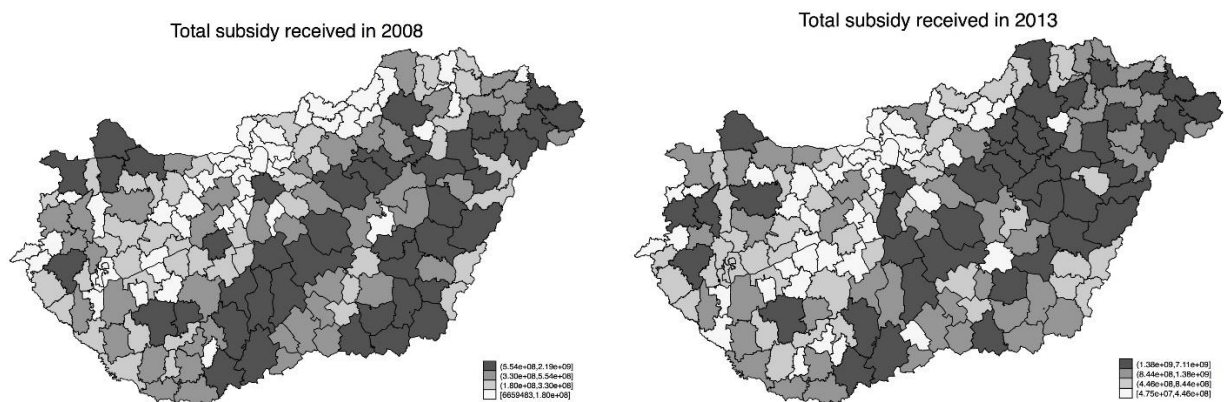 Total subsidy received in 2008
(5.54e+08,2.19e+09]
(3.30e+08,5.54e+08]
(1.80e+08,3.30e+08]
[6659483,1.80e+08]
Total subsidy received in 2013
(1.38e+09,7.11e+09]
(8.44e+08,1.38e+09]
(4.46e+08,8.44e+08]
[4.75e+07,4.46e+08]